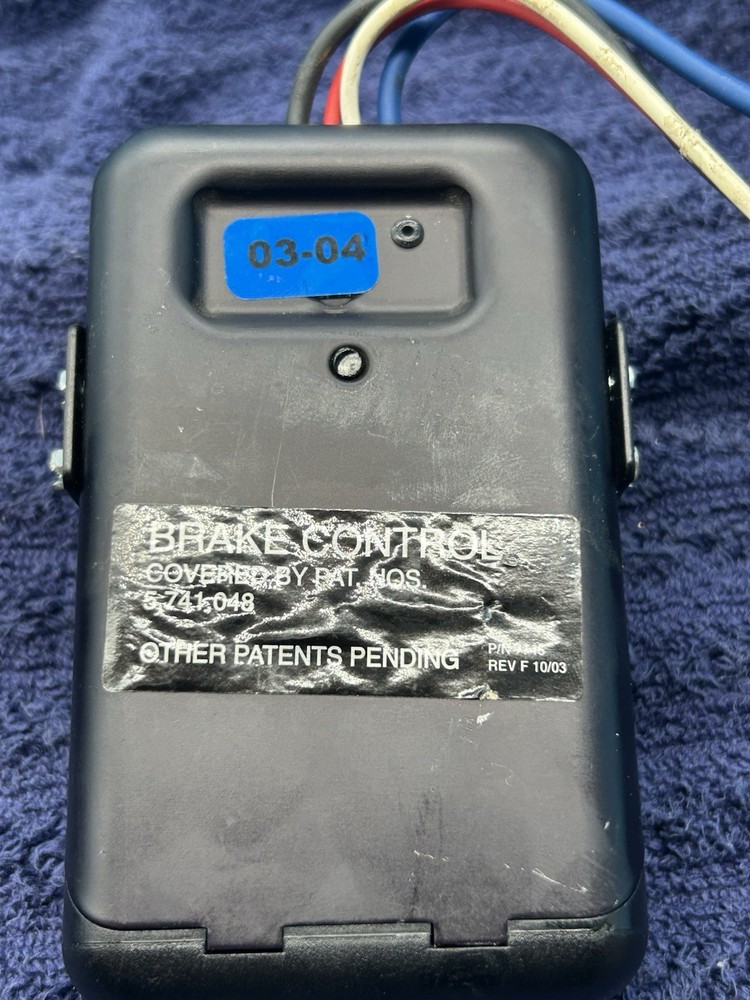 03-04
BRAKE CONTROL
COVERED BY PAT. NOS.
5,741,048
OTHER PATENTS PENDING
P/N
REV F 10/03